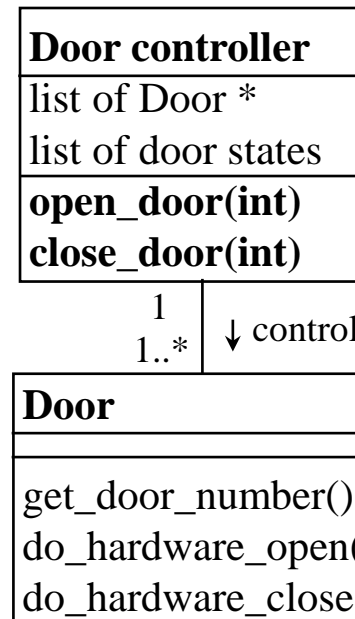 Door controller
list of Door *
list of door states
open_door(int)
close_door(int)
1
1..* ↓ control
Door
get_door_number()
do_hardware_open(
do_hardware_close